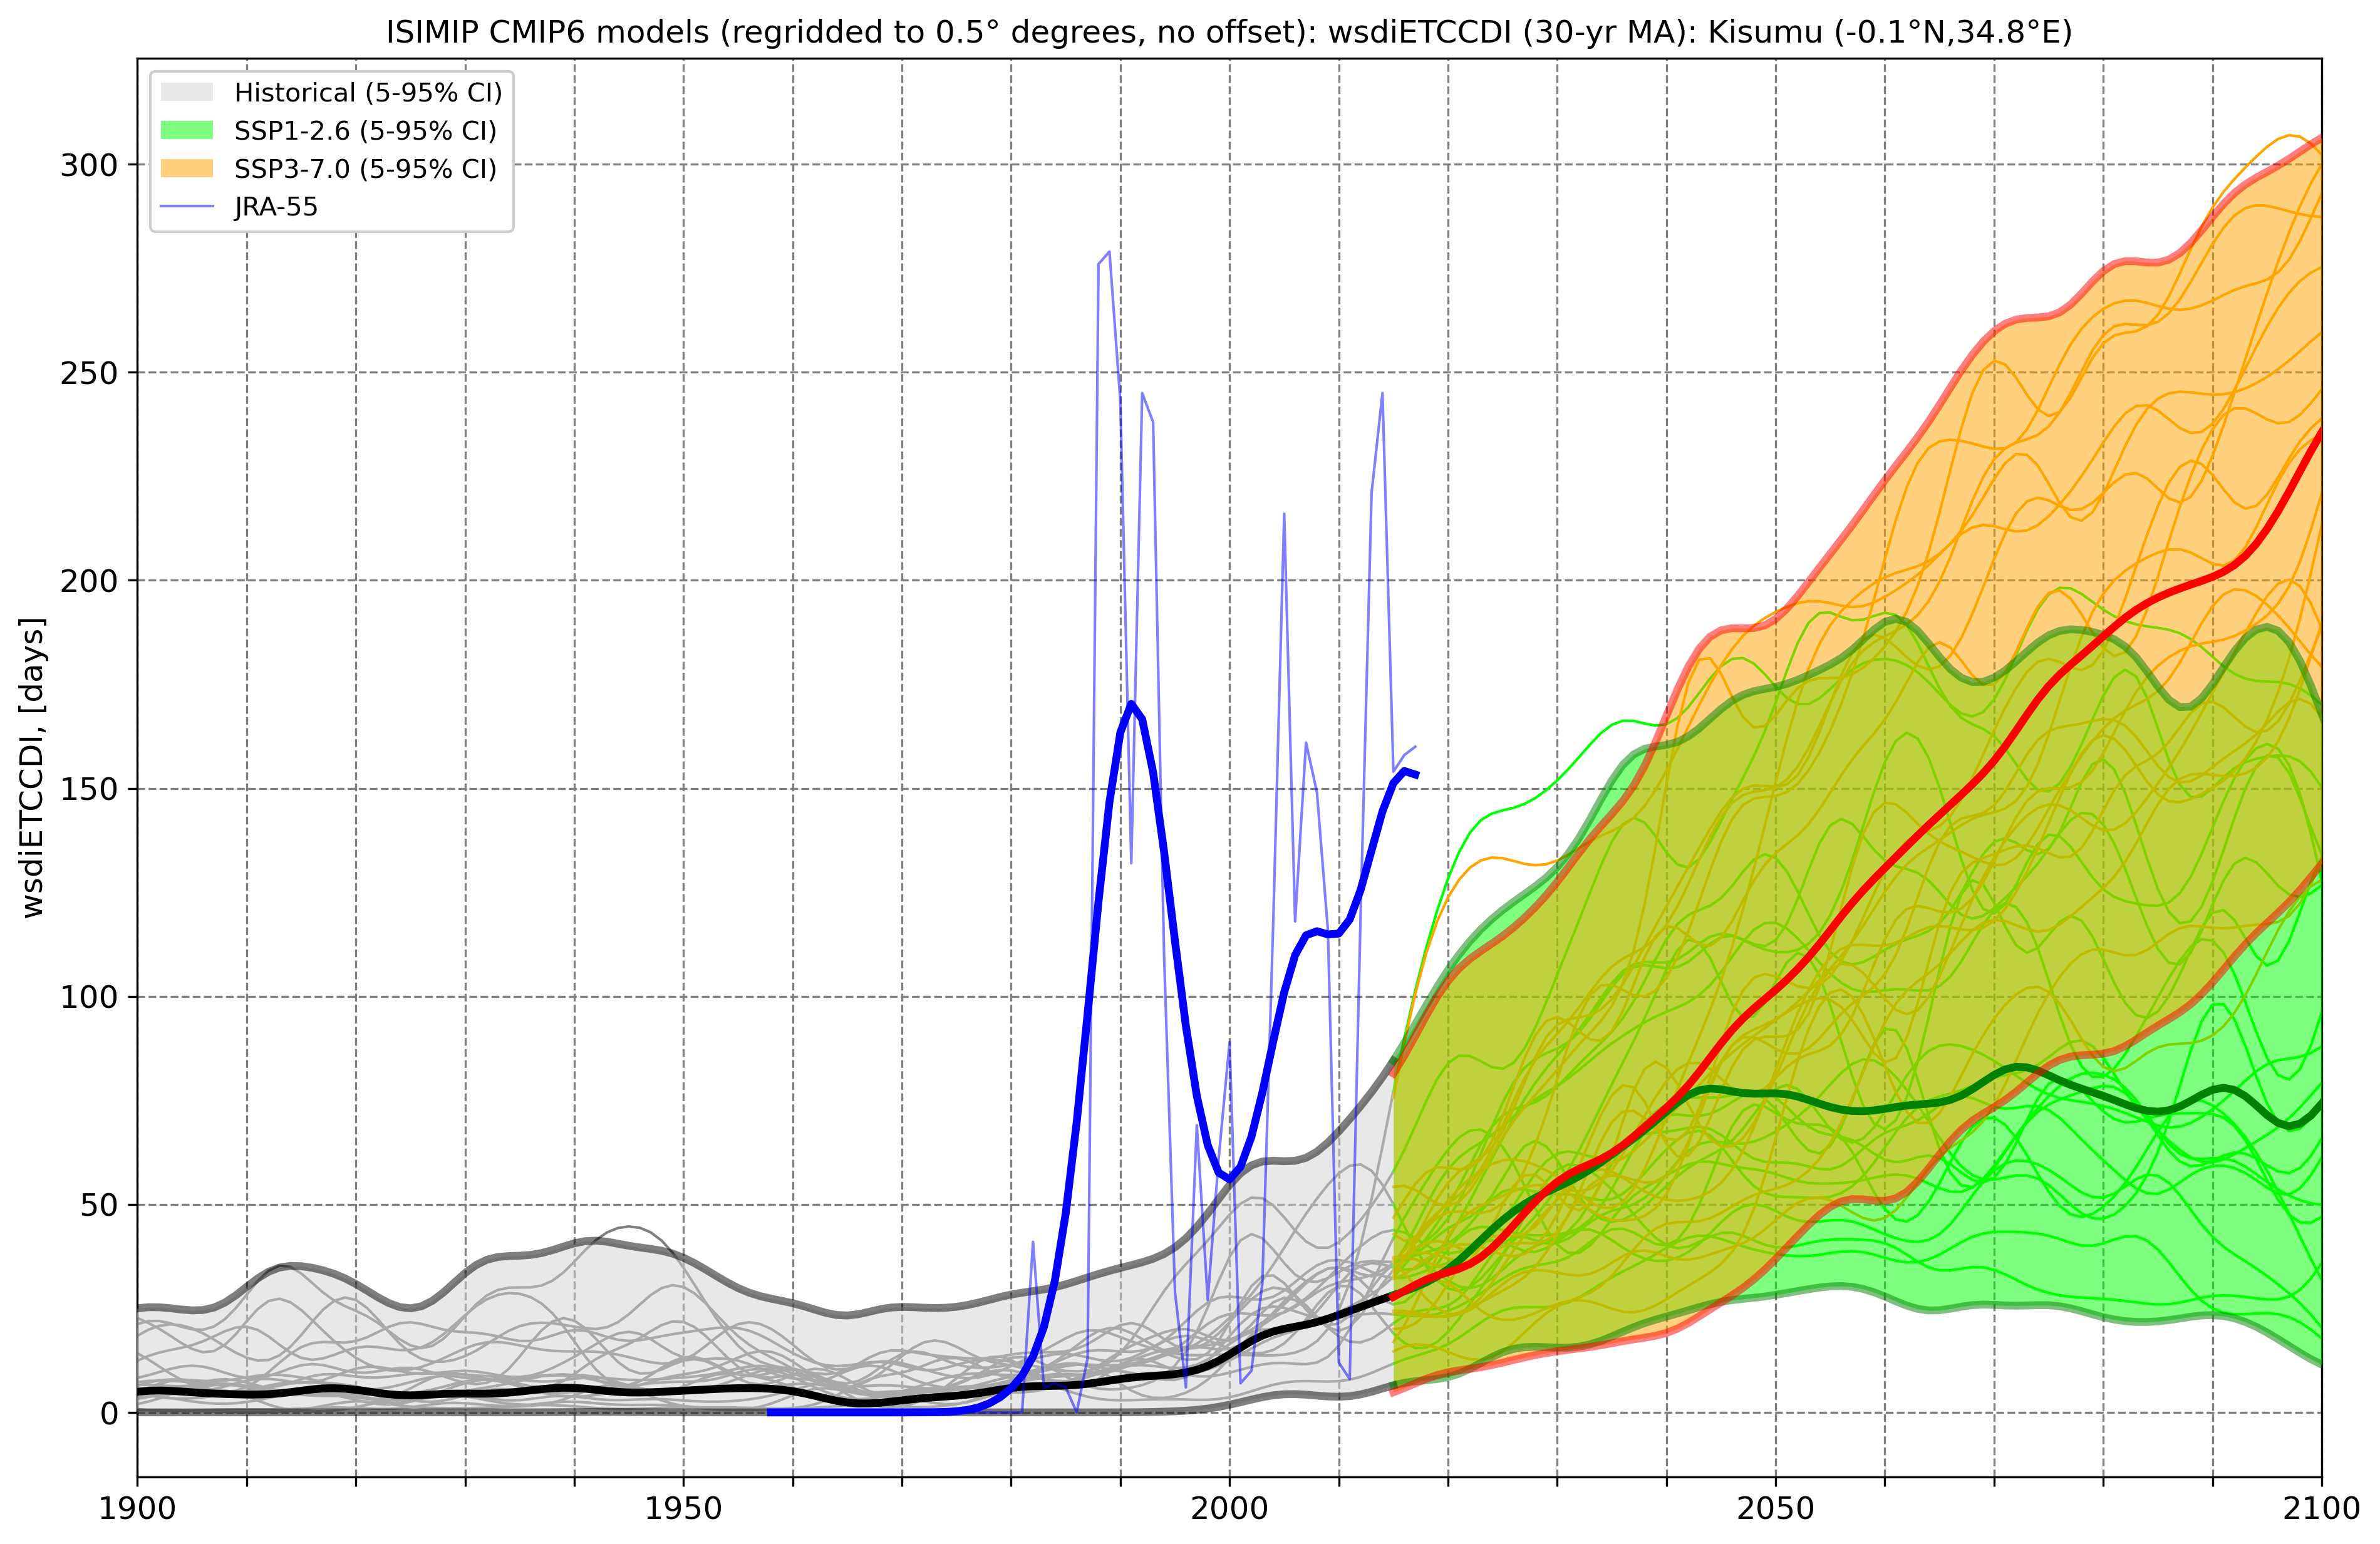 ISIMIP CMIP6 models (regridded to 0.5° degrees, no offset): wsdiETCCDI (30-yr MA): Kisumu (-0.1°N,34.8°E)
Historical (5-95% CI)
SSP1-2.6 (5-95% CI)
SSP3-7.0 (5-95% CI)
JRA-55
wsdiETCCDI, [days]
300
250
200
150
100
50
0
1900 1950 2000 2050 2100